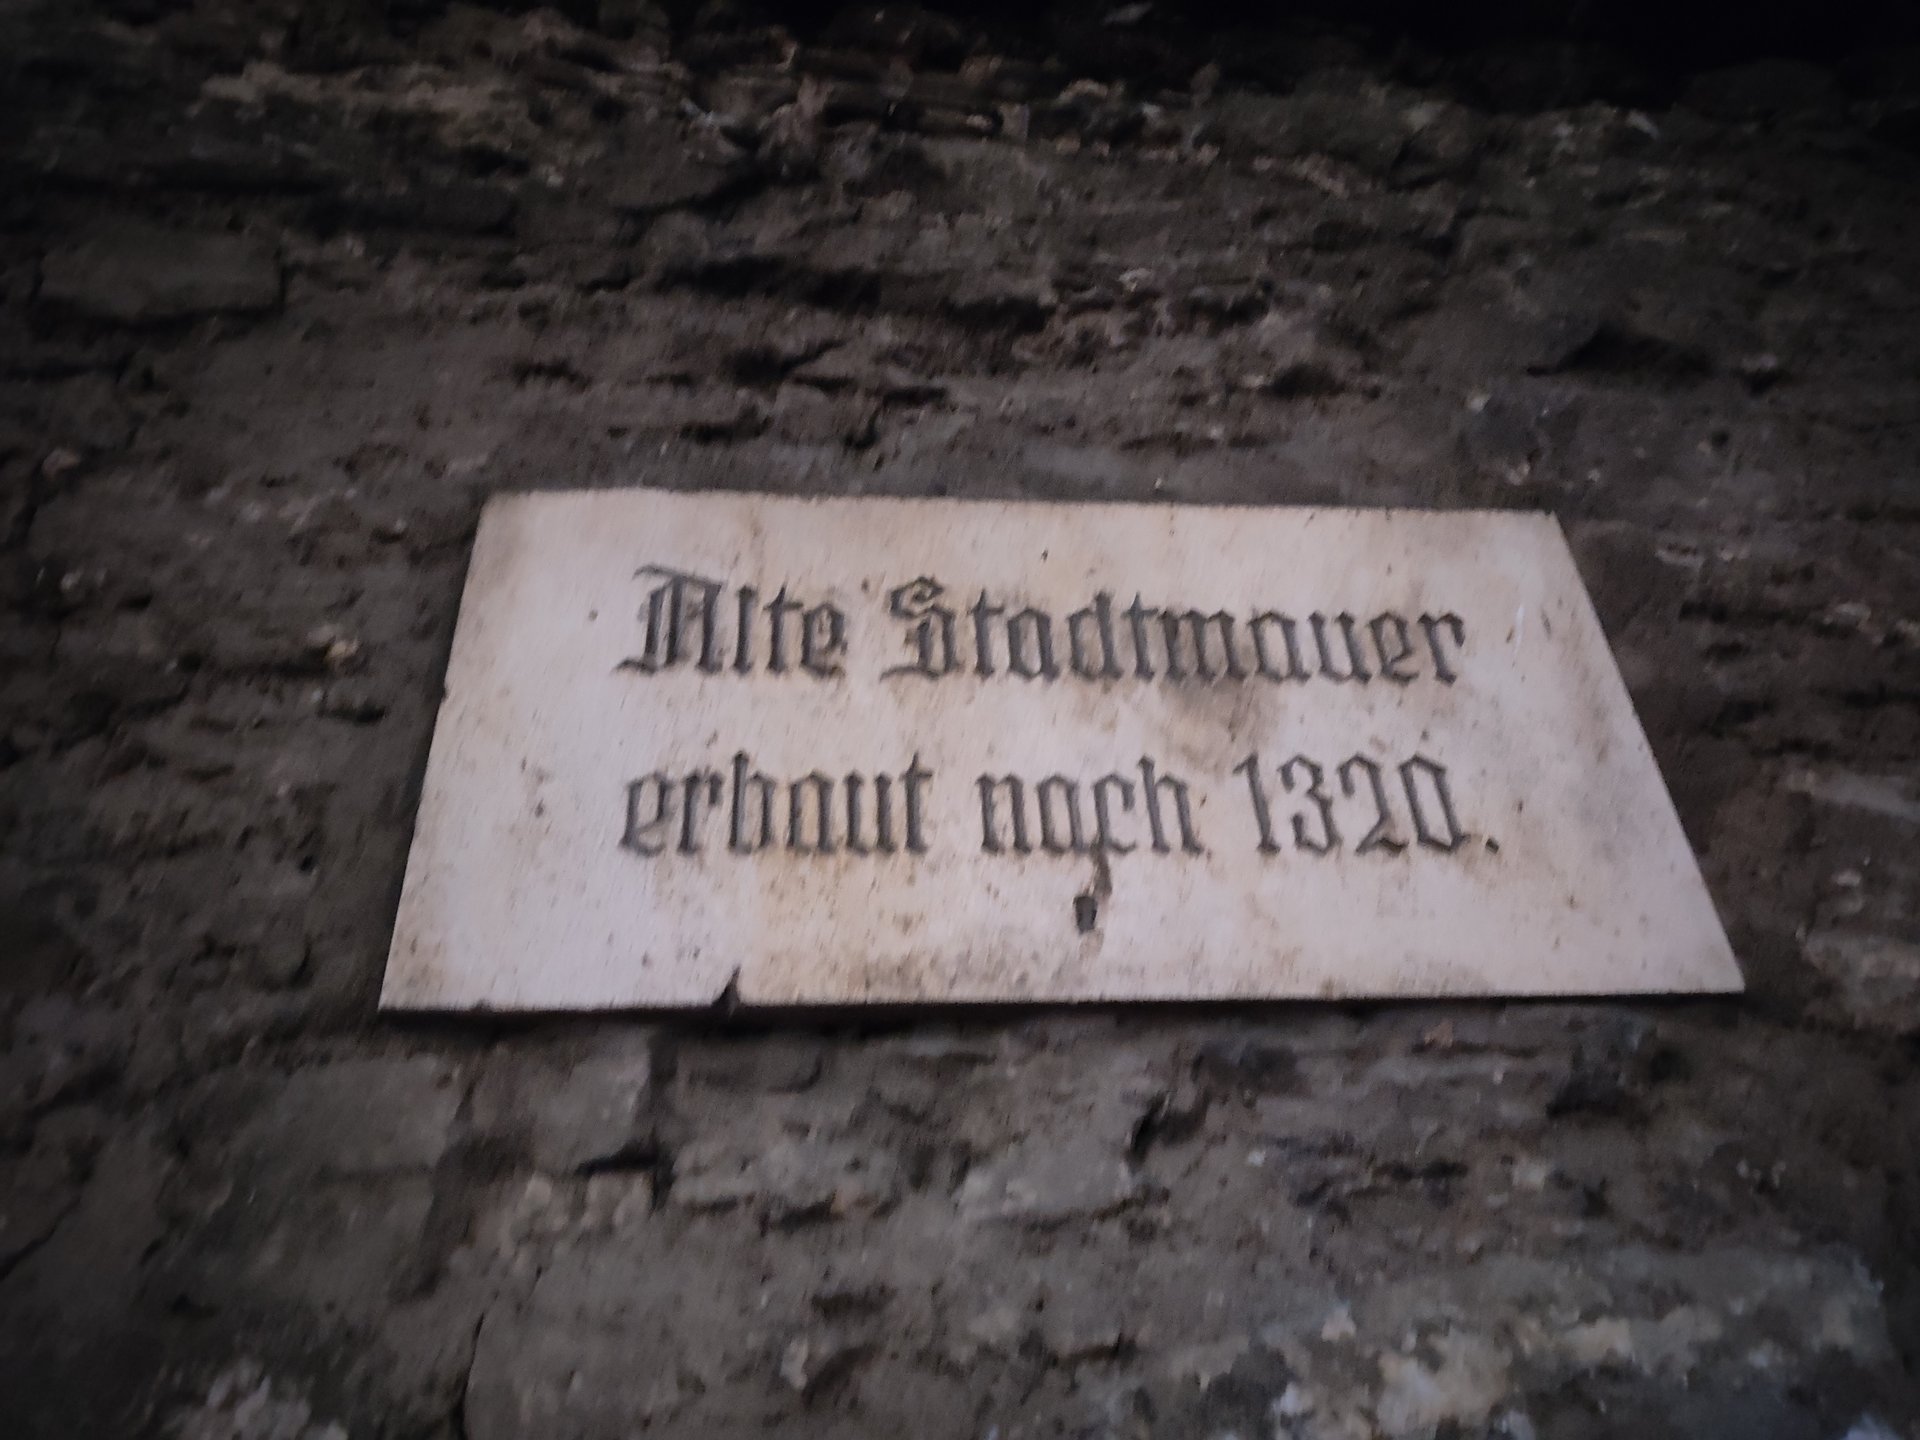 Alte Stadtmauer
erbaut nach 1320.